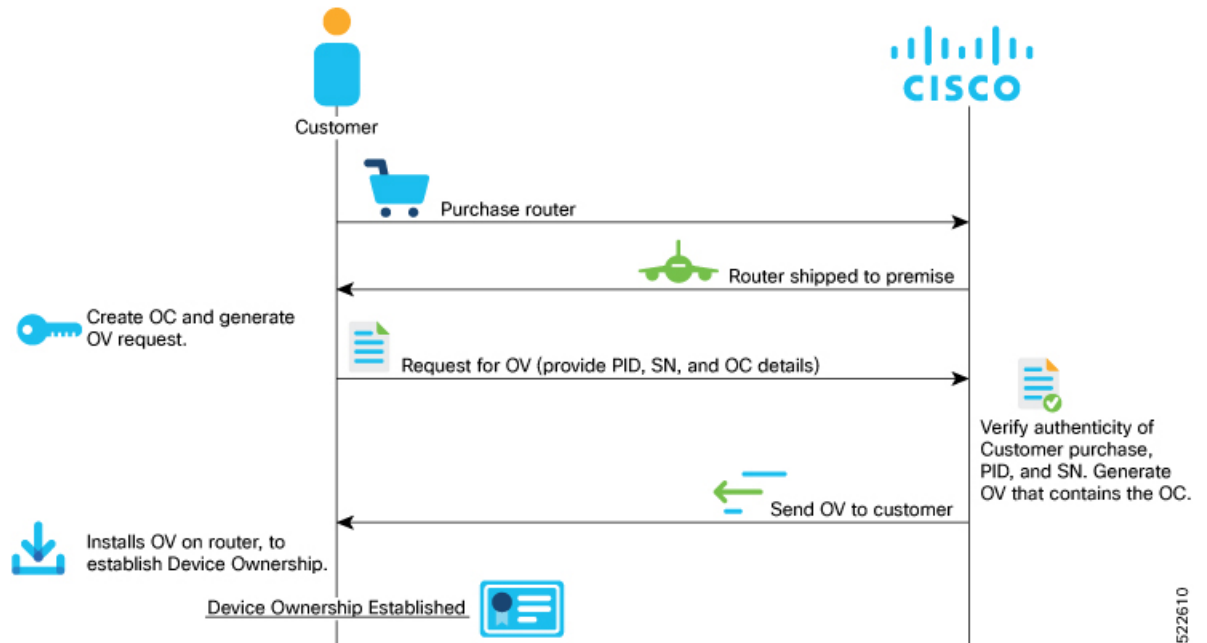 CISCO
Customer
Purchase router
Router shipped to premise
Create OC and generate
OV request.
Request for OV (provide PID, SN, and OC details)
Verify authenticity of
Customer purchase,
PID, and SN. Generate
OV that contains the OC.
Send OV to customer
Installs OV on router, to
establish Device Ownership.
Device Ownership Established
522610